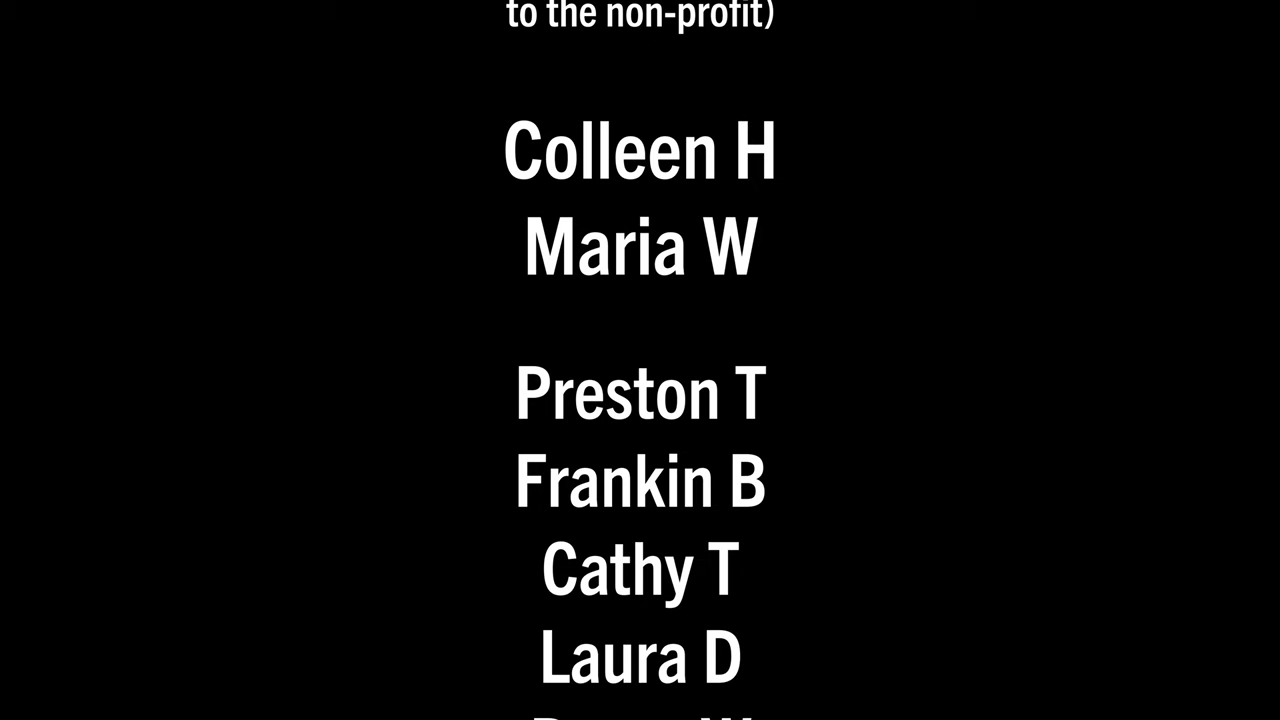 to the non-profit)
Colleen H
Maria W
Preston T
Frankin B
Cathy T
Laura D